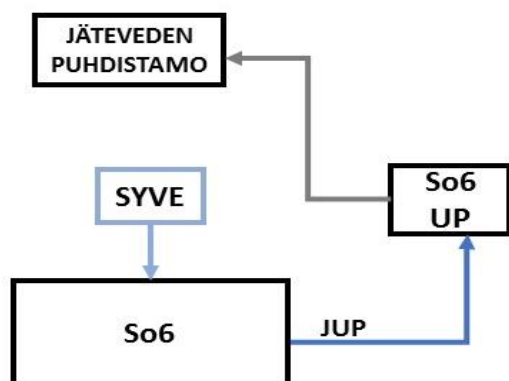 JÄTEVEDEN
PUHDISTAMO
SYVE
So6
UP
So6
JUP